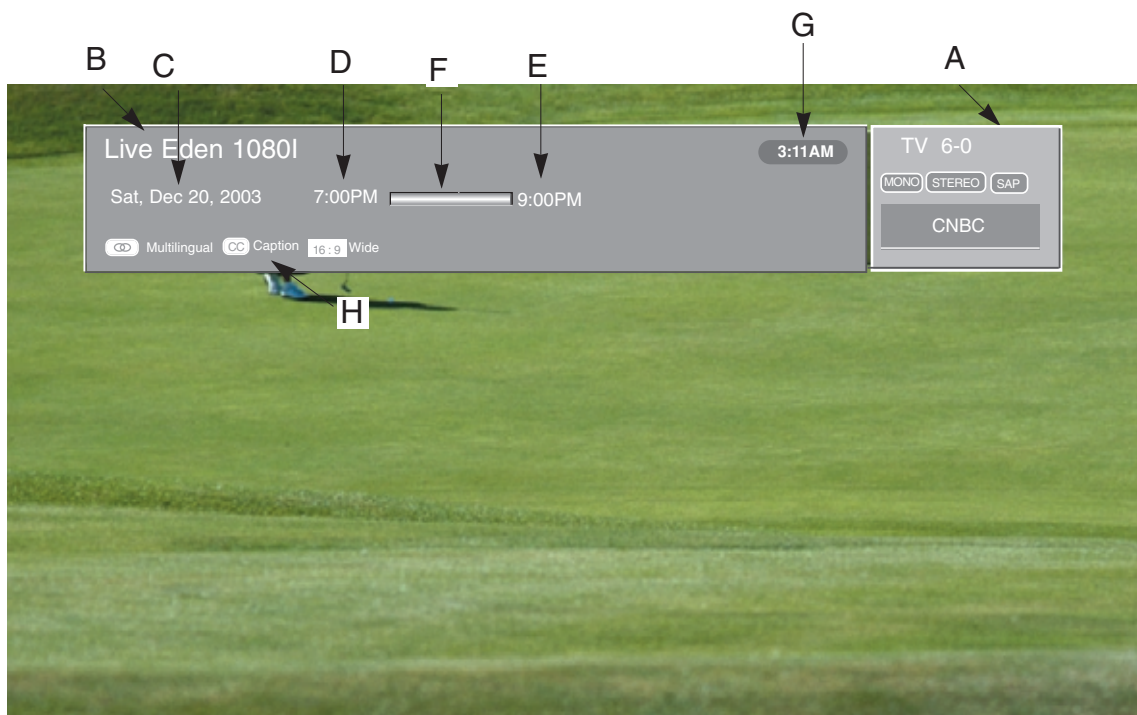 G
B C D F E A
Live Eden 1080I
3:11AM
TV 6-0
Sat, Dec 20, 2003 7:00PM 9:00PM
MONO STEREO SAP
CNBC
Multilingual CC Caption 16:9 Wide
H